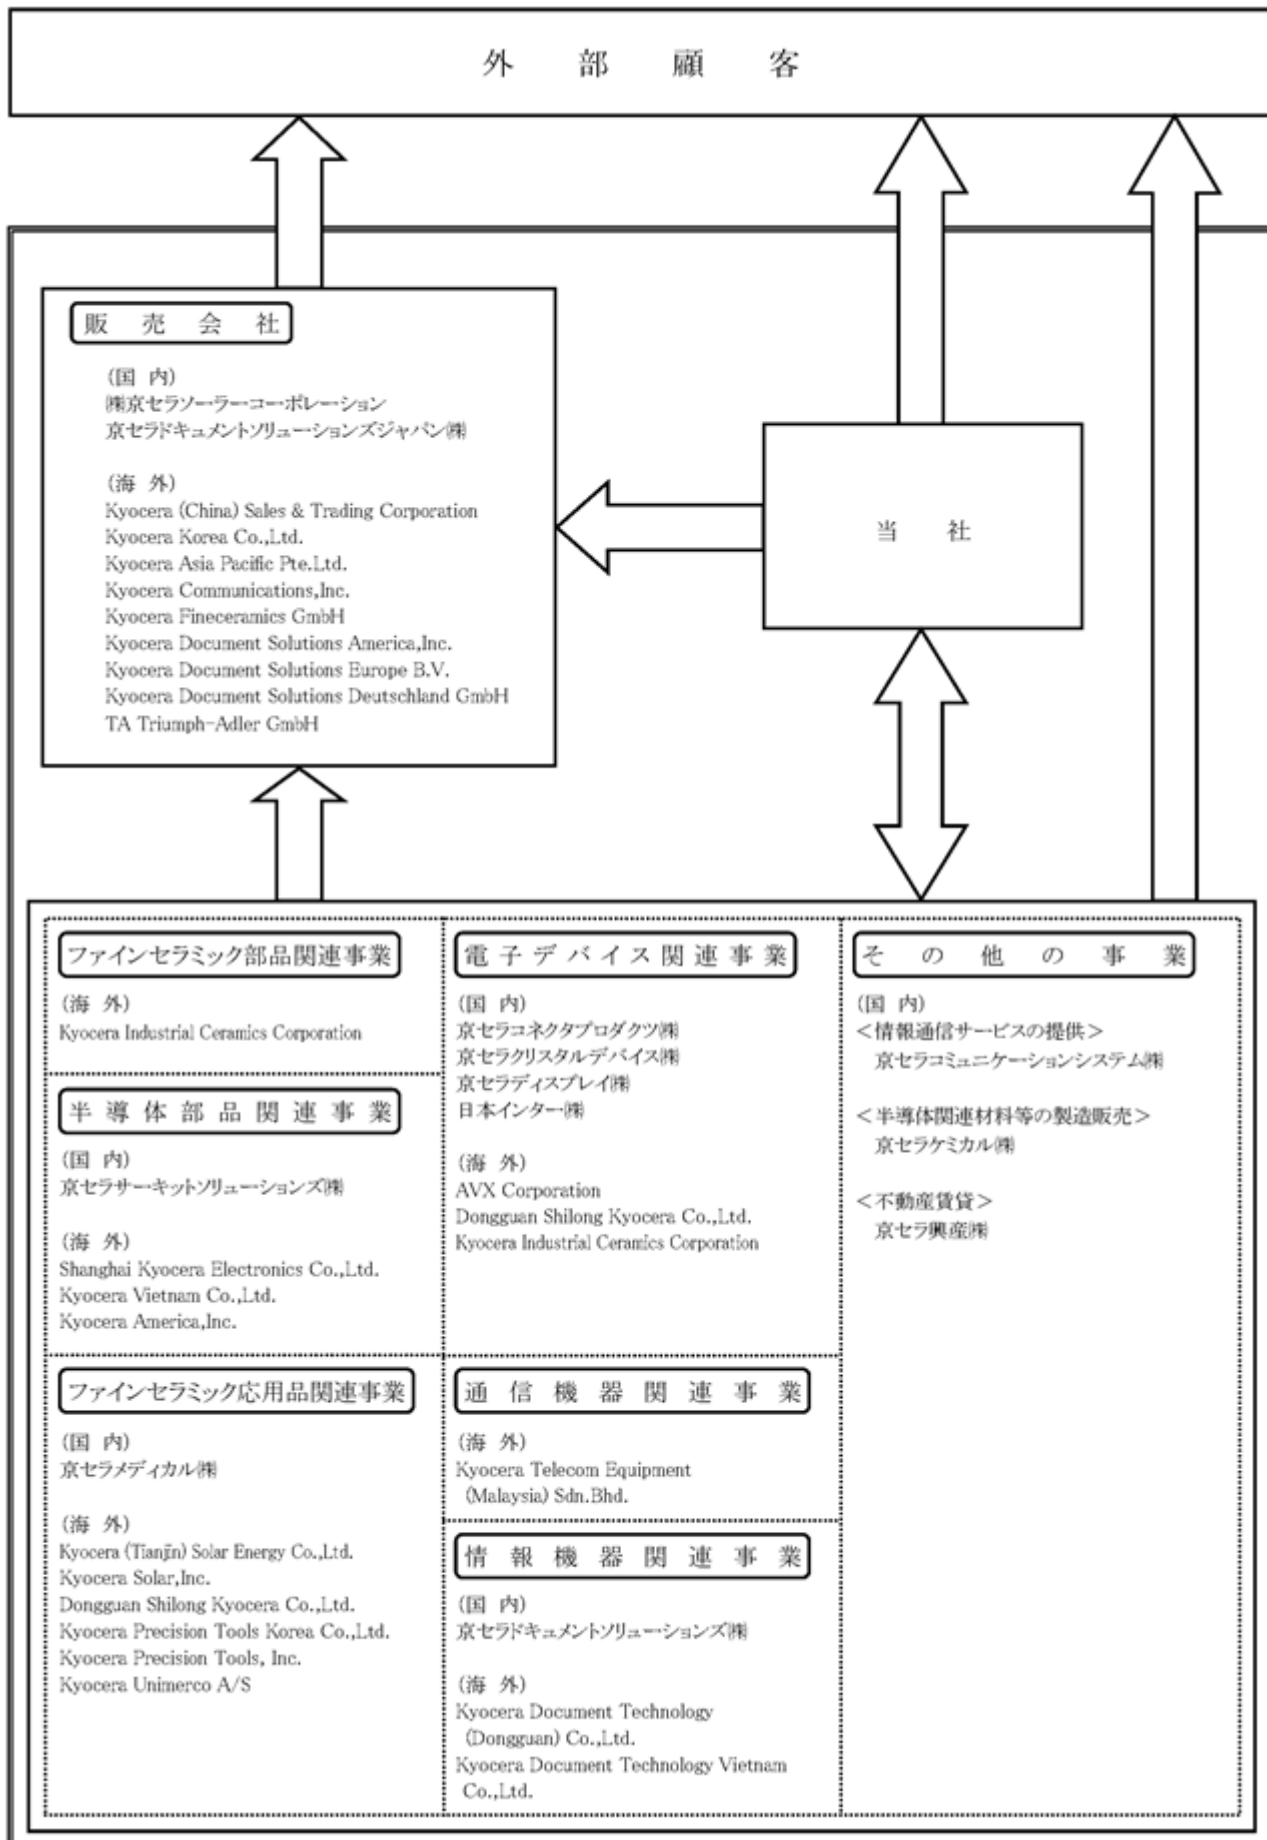 外部顧客
販売会社
(国内)
㈱京セラソーラーコーポレーション
京セラドキュメントソリューションズジャパン㈱
(海外)
Kyocera (China) Sales & Trading Corporation
Kyocera Korea Co.,Ltd.
Kyocera Asia Pacific Pte.Ltd.
Kyocera Communications,Inc.
Kyocera Fineceramics GmbH
Kyocera Document Solutions America,Inc.
Kyocera Document Solutions Europe B.V.
Kyocera Document Solutions Deutschland GmbH
TA Triumph-Adler GmbH
当社
ファインセラミック部品関連事業
(海外)
Kyocera Industrial Ceramics Corporation
半導体部品関連事業
(国内)
京セラサーキットソリューションズ㈱
(海外)
Shanghai Kyocera Electronics Co.,Ltd.
Kyocera Vietnam Co.,Ltd.
Kyocera America,Inc.
ファインセラミック応用品関連事業
(国内)
京セラメディカル㈱
(海外)
Kyocera (Tianjin) Solar Energy Co.,Ltd.
Kyocera Solar,Inc.
Dongguan Shilong Kyocera Co.,Ltd.
Kyocera Precision Tools Korea Co.,Ltd.
Kyocera Precision Tools, Inc.
Kyocera Unimerco A/S
電子デバイス関連事業
(国内)
京セラコネクタプロダクツ㈱
京セラクリスタルデバイス㈱
京セラディスプレイ㈱
日本インター㈱
(海外)
AVX Corporation
Dongguan Shilong Kyocera Co.,Ltd.
Kyocera Industrial Ceramics Corporation
通信機器関連事業
(海外)
Kyocera Telecom Equipment
(Malaysia) Sdn.Bhd.
情報機器関連事業
(国内)
京セラドキュメントソリューションズ㈱
(海外)
Kyocera Document Technology
(Dongguan) Co.,Ltd.
Kyocera Document Technology Vietnam
Co.,Ltd.
その他の事業
(国内)
＜情報通信サービスの提供＞
京セラコミュニケーションシステム㈱
＜半導体関連材料等の製造販売＞
京セラケミカル㈱
＜不動産賃貸＞
京セラ興産㈱